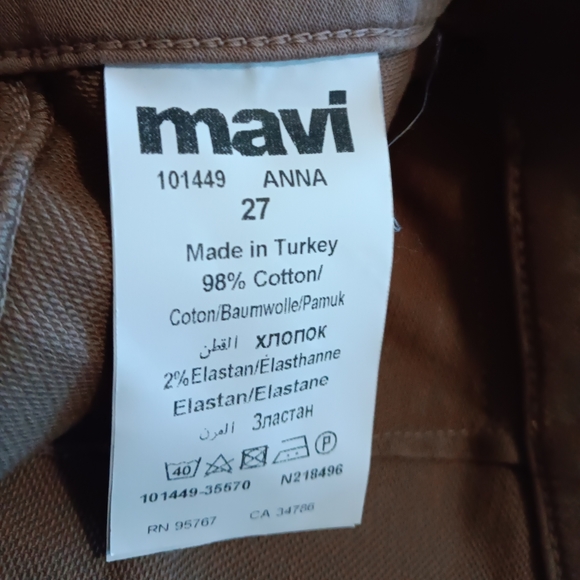 mavi
101449 ANNA
27
Made in Turkey
98% Cotton/
Coton/Baumwolle/Pamuk
القطن хлопок
2%Elastan/Élasthanne
Elastan/Elastane
المرن Эластан
40 P
101449-35570 N218496
RN 95767 CA 34786